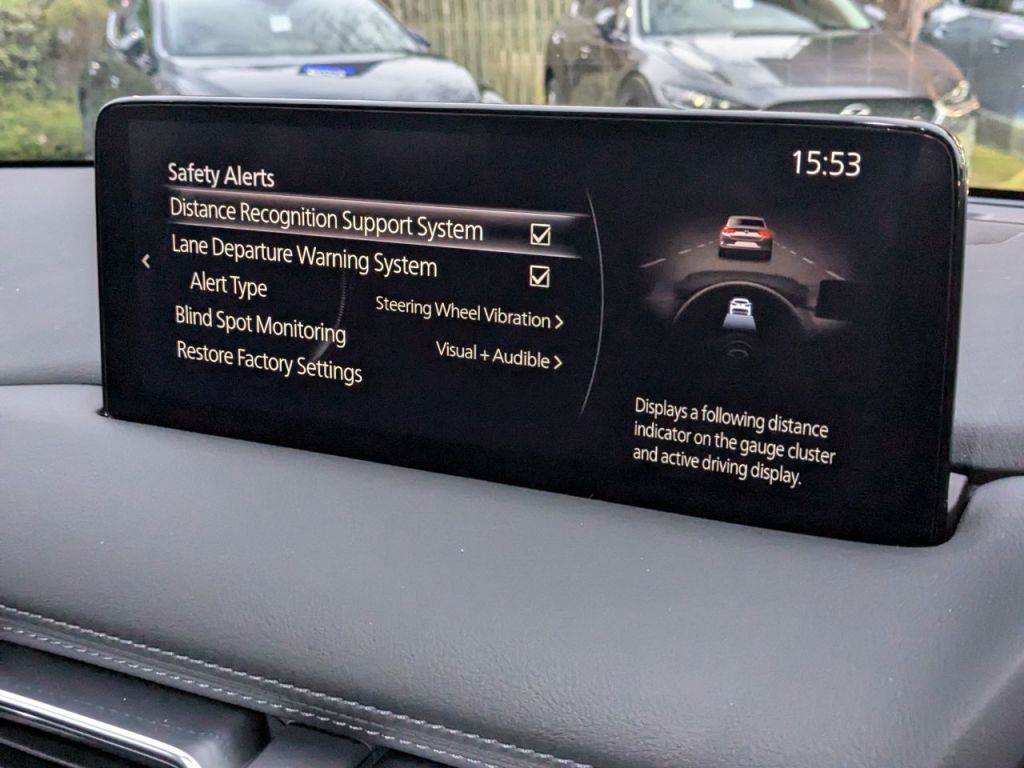 15:53
Safety Alerts
Distance Recognition Support System
Lane Departure Warning System
Alert Type
Steering Wheel Vibration >
Blind Spot Monitoring
Visual + Audible >
Restore Factory Settings
Displays a following distance
indicator on the gauge cluster
and active driving display.